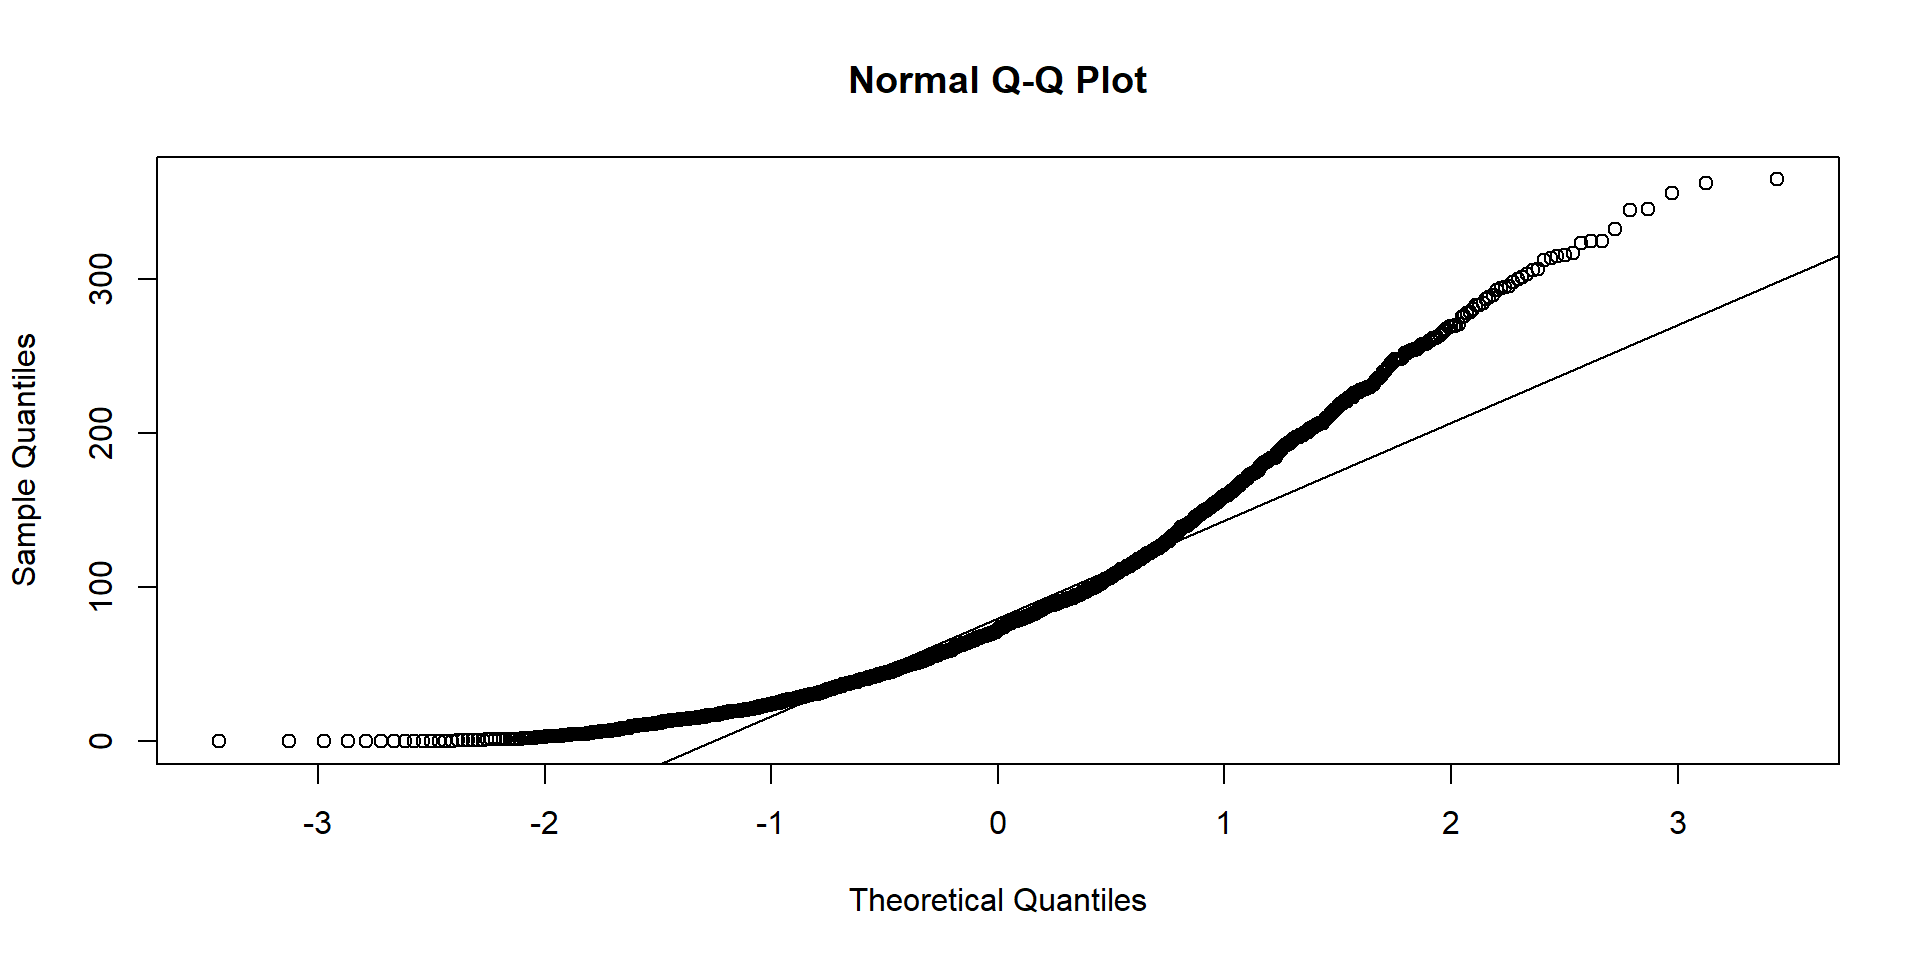 Normal Q-Q Plot
Sample Quantiles
300
200
100
0
-3 -2 -1 0 1 2 3
Theoretical Quantiles